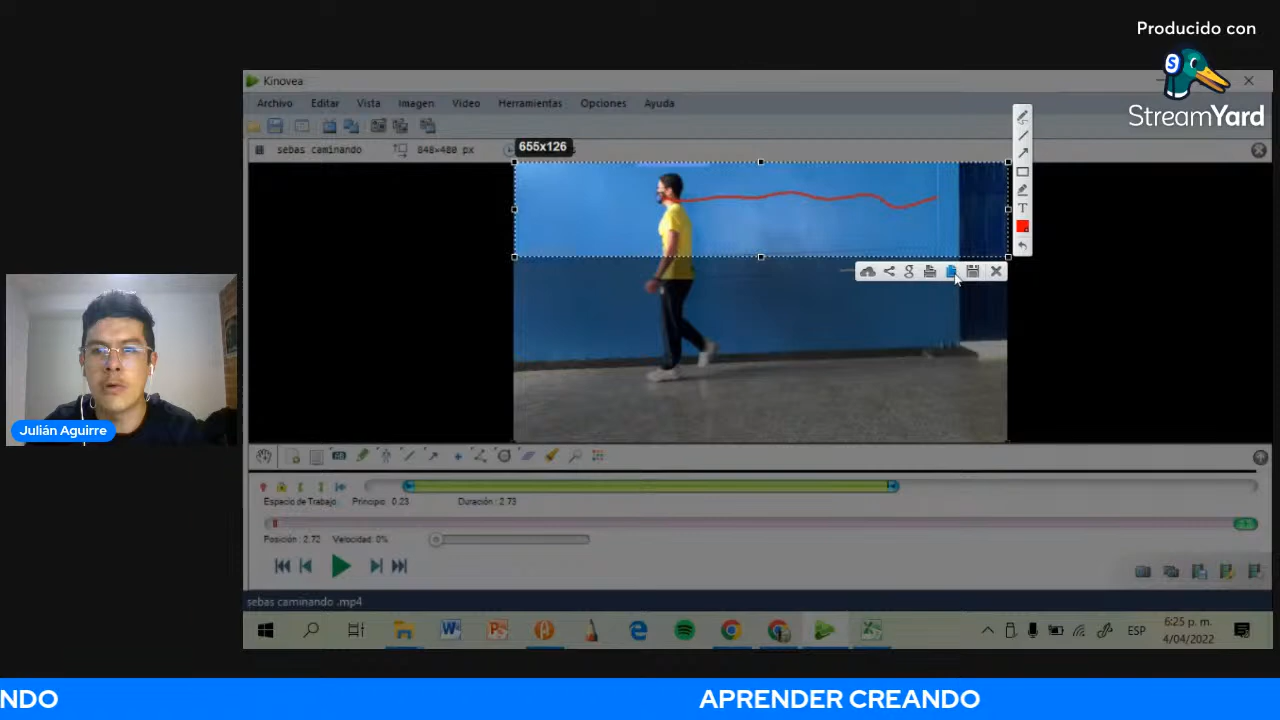 Producido con
StreamYard
Kinovea
Archivo Editar Vista Imagen Video Herramientas Opciones Ayuda
sebas caminando 848×480 px
655x126
Julián Aguirre
Espacio de Trabajo: Principio: 0.23 Duración : 2.73
Posición : 2.72 Velocidad: 0%
sebas caminando .mp4
ESP
6:25 p. m.
4/04/2022
NDO
APRENDER CREANDO